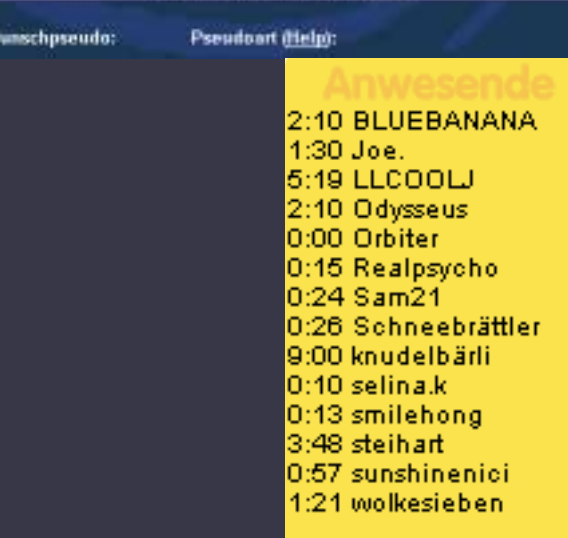 unschpseudo: Pseudoart (Help):
Anwesende
2:10 BLUEBANANA
1:30 Joe.
5:19 LLCOOLJ
2:10 Odysseus
0:00 Orbiter
0:15 Realpsycho
0:24 Sam21
0:26 Schneebrättler
9:00 knudelbärli
0:10 selina.k
0:13 smilehong
3:48 steihart
0:57 sunshinenici
1:21 wolkesieben